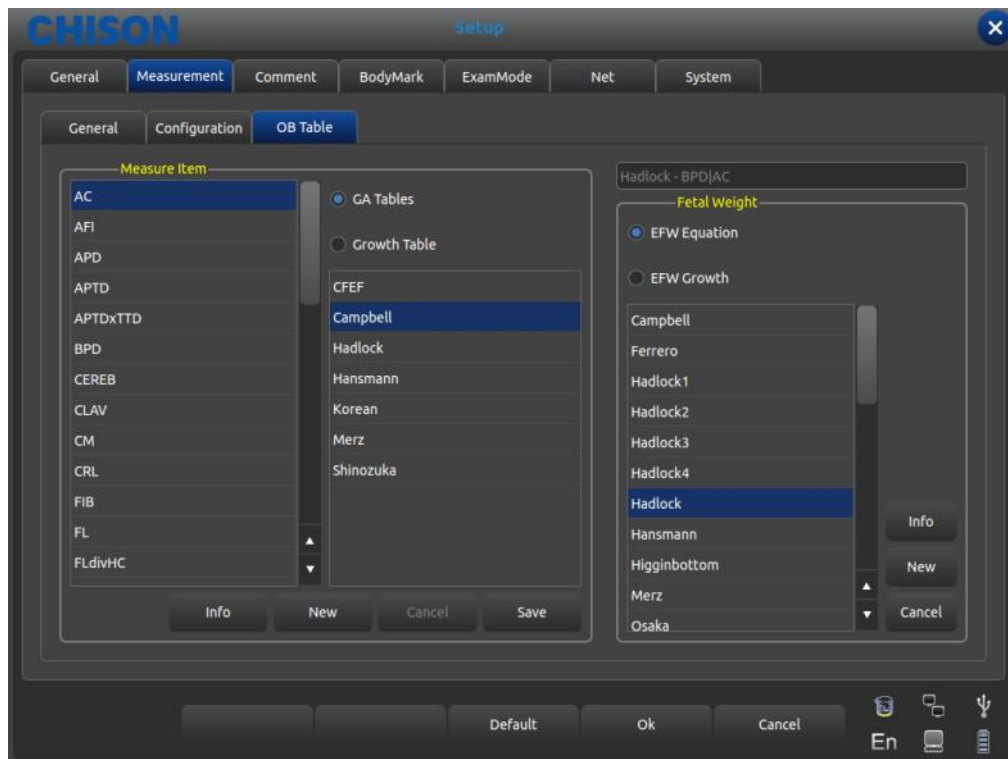 CHISON
Setup
General Measurement Comment BodyMark ExamMode Net System
General Configuration OB Table
Measure Item
AC
AFI
APD
APTD
APTDxTTD
BPD
CEREB
CLAV
CM
CRL
FIB
FL
FLdivHC
GA Tables
Growth Table
CFEF
Campbell
Hadlock
Hansmann
Korean
Merz
Shinozuka
Info New Cancel Save
Hadlock - BPD|AC
Fetal Weight
EFW Equation
EFW Growth
Campbell
Ferrero
Hadlock1
Hadlock2
Hadlock3
Hadlock4
Hadlock
Hansmann
Higginbottom
Merz
Osaka
Info
New
Cancel
Default Ok Cancel
En